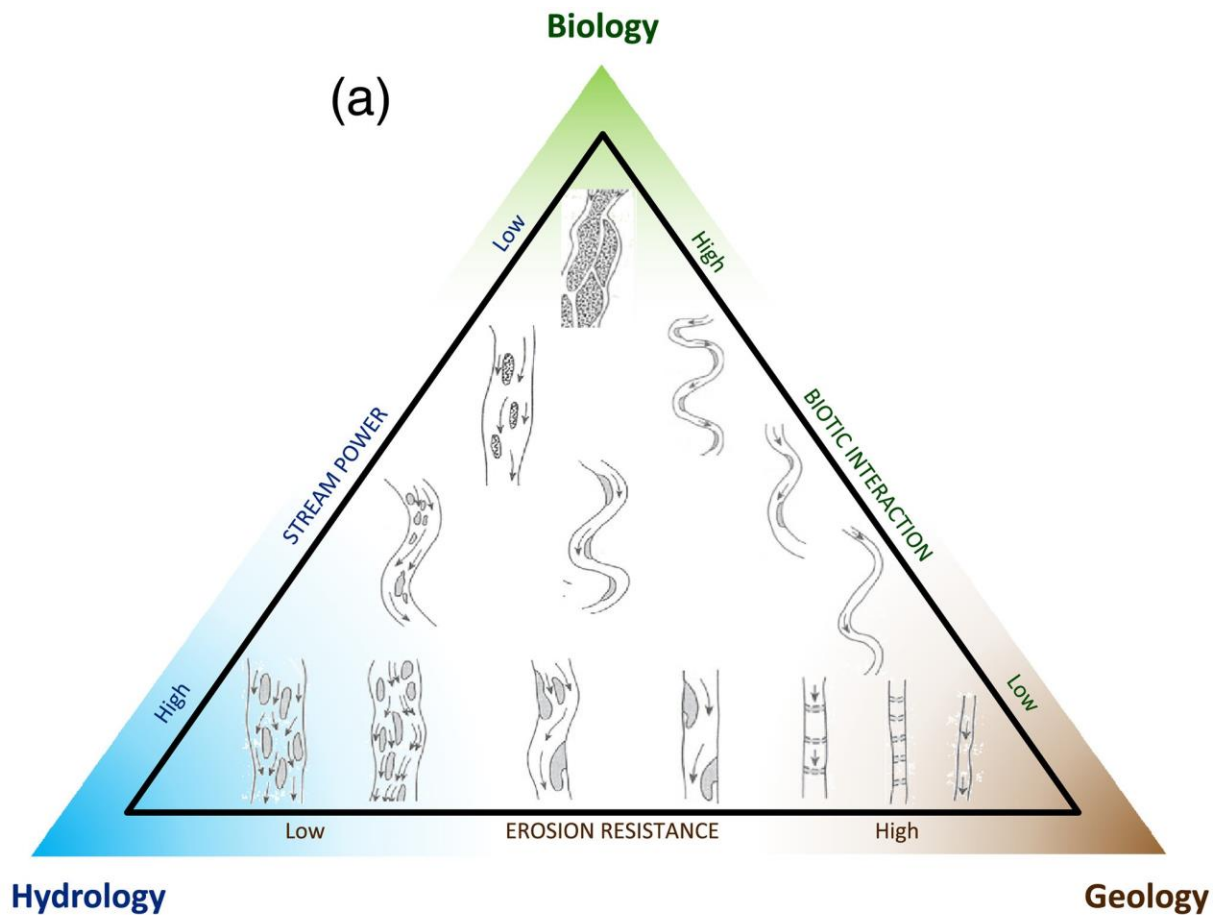 Biology
(a)
Low
High
STREAM POWER
BIOTIC INTERACTION
High
Low
Low
EROSION RESISTANCE
High
Hydrology
Geology